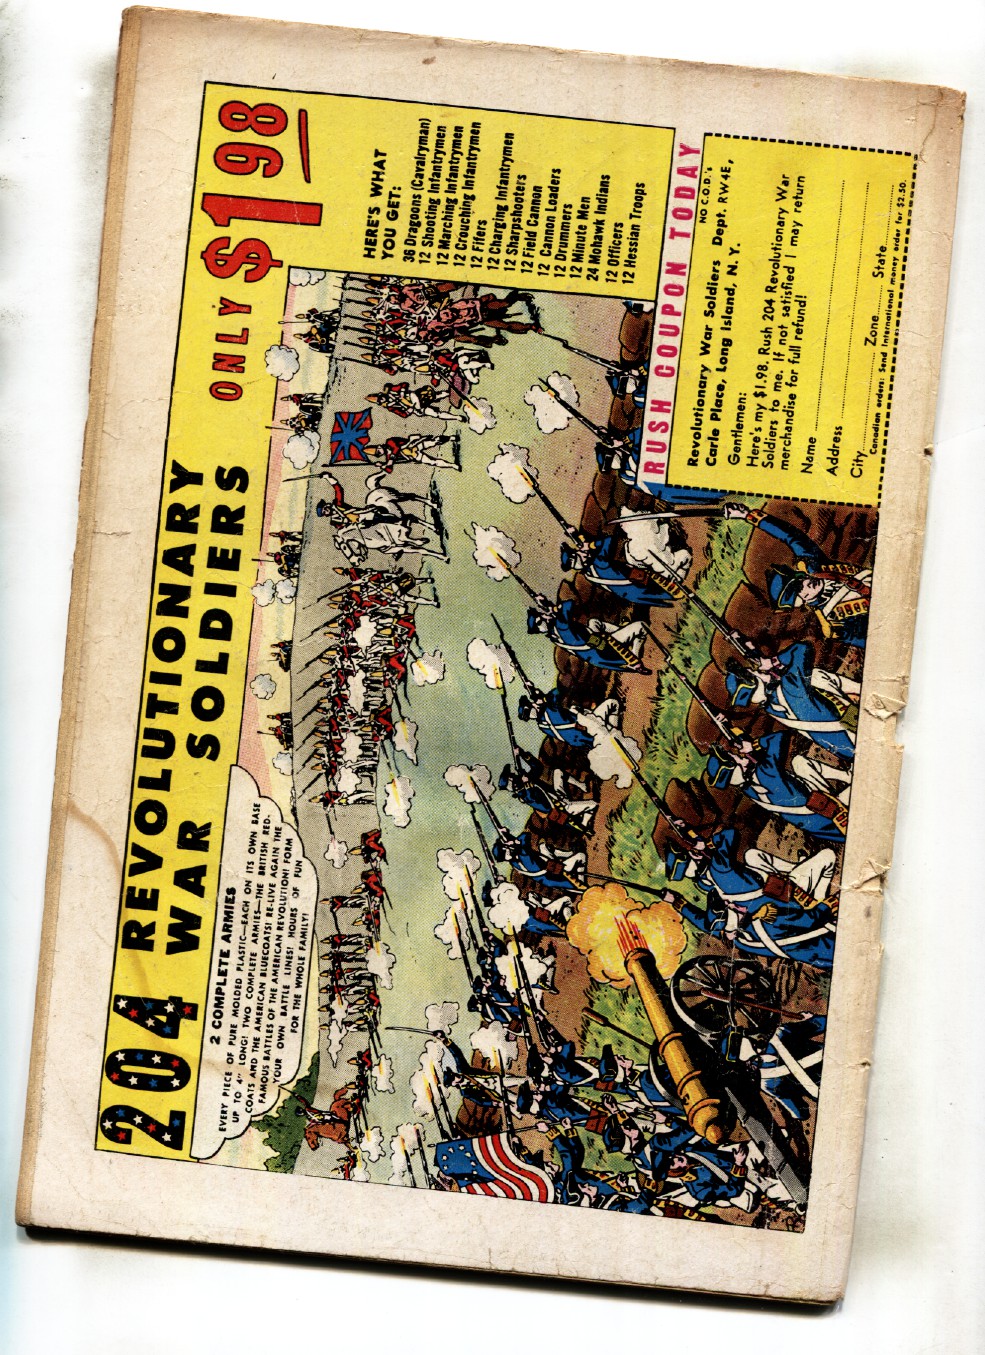 204 REVOLUTIONARY
WAR SOLDIERS
ONLY $1 98
2 COMPLETE ARMIES
EVERY PIECE OF PURE MOLDED PLASTIC—EACH ON ITS OWN BASE
UP TO 4" LONG! TWO COMPLETE ARMIES—THE BRITISH RED-
COATS AND THE AMERICAN BLUECOATS! RE-LIVE AGAIN THE
FAMOUS BATTLES OF THE AMERICAN REVOLUTION! FORM
YOUR OWN BATTLE LINES! HOURS OF FUN
FOR THE WHOLE FAMILY!
HERE'S WHAT
YOU GET:
36 Dragoons (Cavalryman)
12 Shooting Infantrymen
12 Marching Infantrymen
12 Crouching Infantrymen
12 Fifers
12 Charging Infantrymen
12 Sharpshooters
12 Field Cannon
12 Cannon Loaders
12 Drummers
12 Minute Men
24 Mohawk Indians
12 Officers
12 Hessian Troops
RUSH COUPON TODAY
NO C.O.D.'s
Revolutionary War Soldiers Dept. RW4E,
Carle Place, Long Island, N. Y.
Gentlemen:
Here's my $1.98. Rush 204 Revolutionary War
Soldiers to me. If not satisfied I may return
merchandise for full refund!
Name
Address
City Zone State
Canadian orders: Send International money order for $2.50.